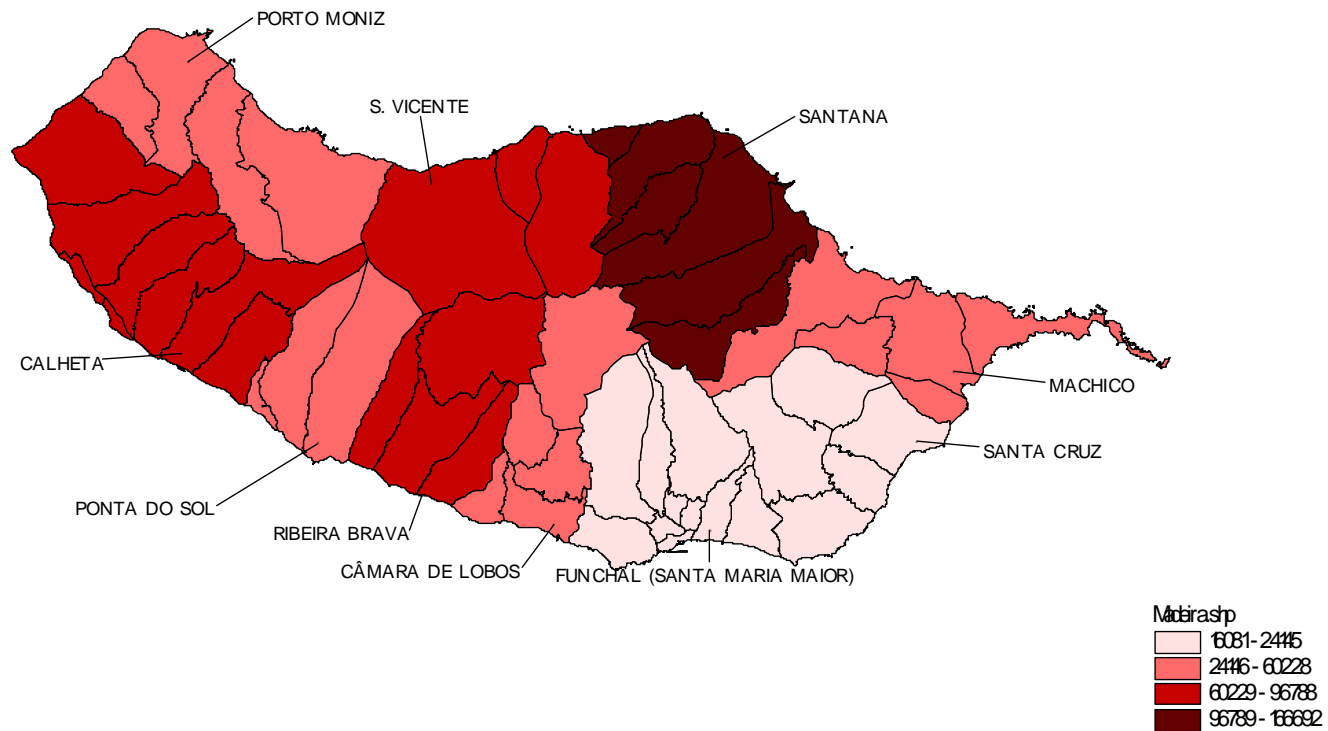 PORTO MONIZ
S. VICENTE
SANTANA
CALHETA
MACHICO
SANTA CRUZ
PONTA DO SOL
RIBEIRA BRAVA
CÂMARA DE LOBOS
FUNCHAL (SANTA MARIA MAIOR)
Madeira.shp
16081 - 24445
24446 - 60228
60229 - 96788
96789 - 166692